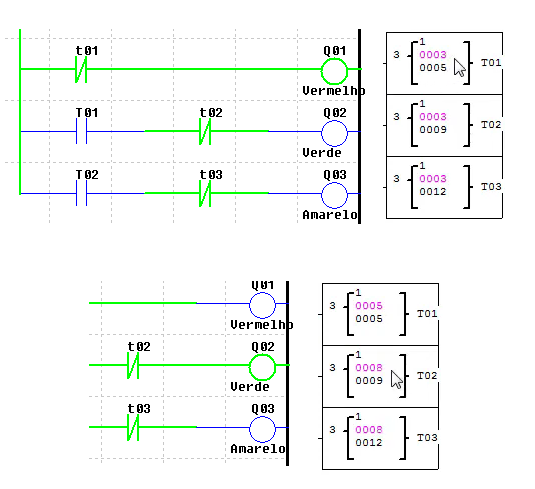 t01 Q01
Vermelho
T01 t02 Q02
Verde
T02 t03 Q03
Amarelo
1
3 0003 T01
0005
1
3 0003 T02
0009
1
3 0003 T03
0012
Q01
Vermelho
t02 Q02
Verde
t03 Q03
Amarelo
1
3 0005 T01
0005
1
3 0008 T02
0009
1
3 0008 T03
0012